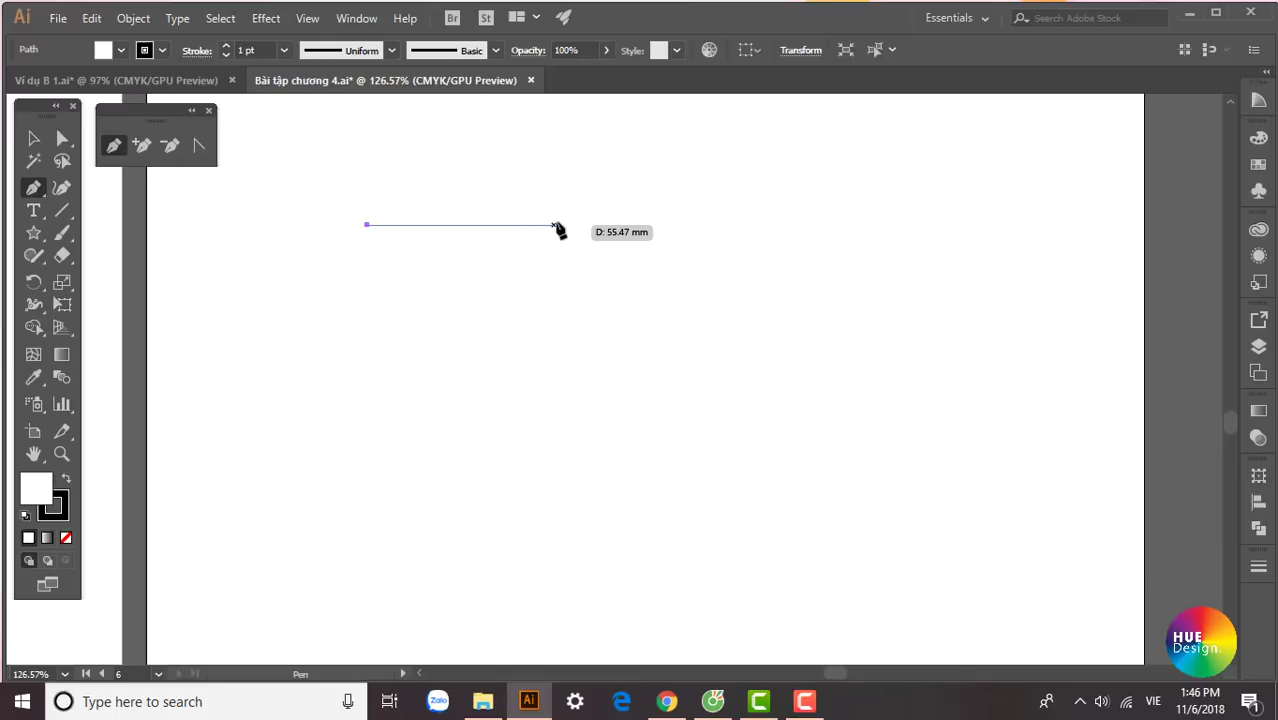 Ai File Edit Object Type Select Effect View Window Help Br St Essentials Search Adobe Stock
Path Stroke: 1 pt Uniform Basic Opacity: 100% Style: Transform
Ví dụ B 1.ai* @ 97% (CMYK/GPU Preview) × Bài tập chương 4.ai* @ 126.57% (CMYK/GPU Preview) ×
D: 55.47 mm
HUE
Design.
126.57% 6 Pen
Type here to search Zalo Ai VIE 1:46 PM
11/6/2018 1